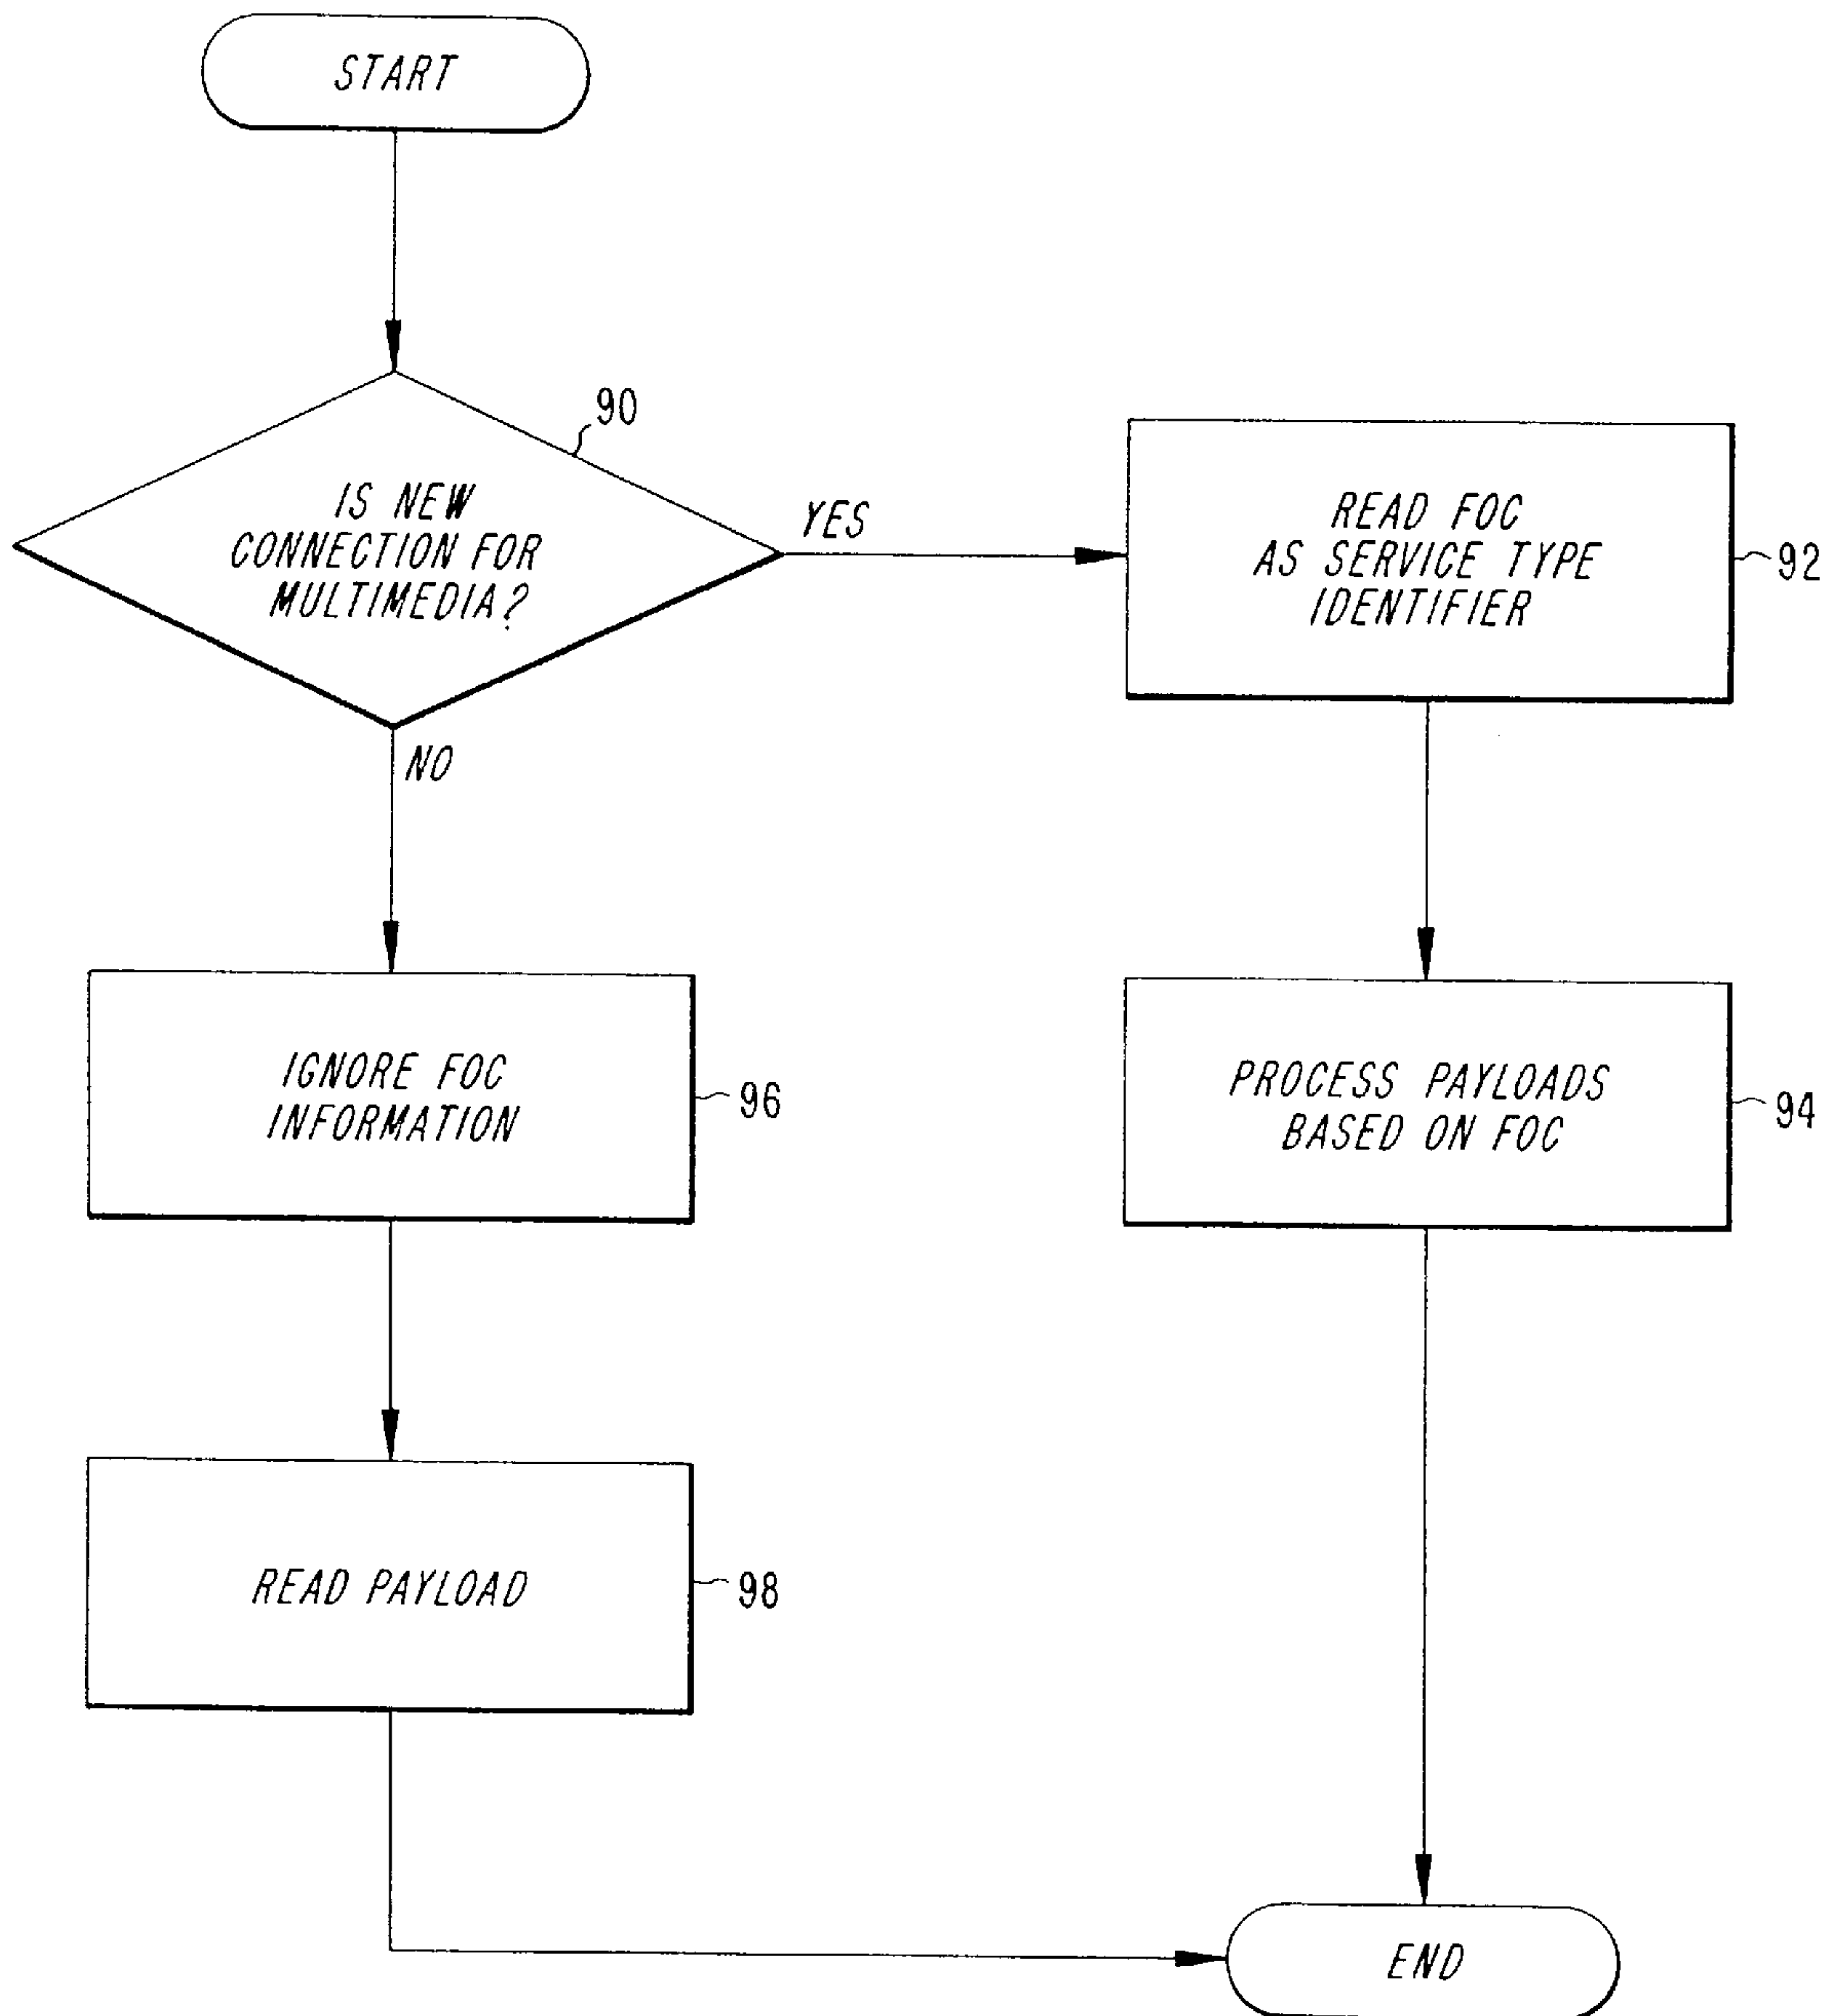 START
90
IS NEW
CONNECTION FOR
MULTIMEDIA?
YES
NO
READ FOC
AS SERVICE TYPE
IDENTIFIER
92
IGNORE FOC
INFORMATION
96
PROCESS PAYLOADS
BASED ON FOC
94
READ PAYLOAD
98
END